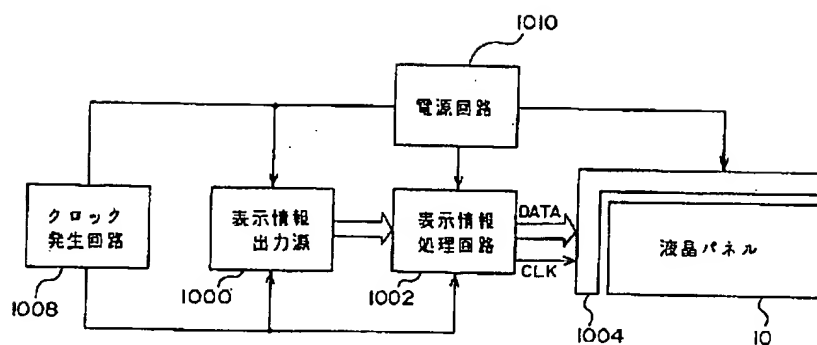 1010
電源回路
クロック
発生回路
1008
表示情報
出力源
1000
表示情報
処理回路
1002
DATA
CLK
液晶パネル
1004
10